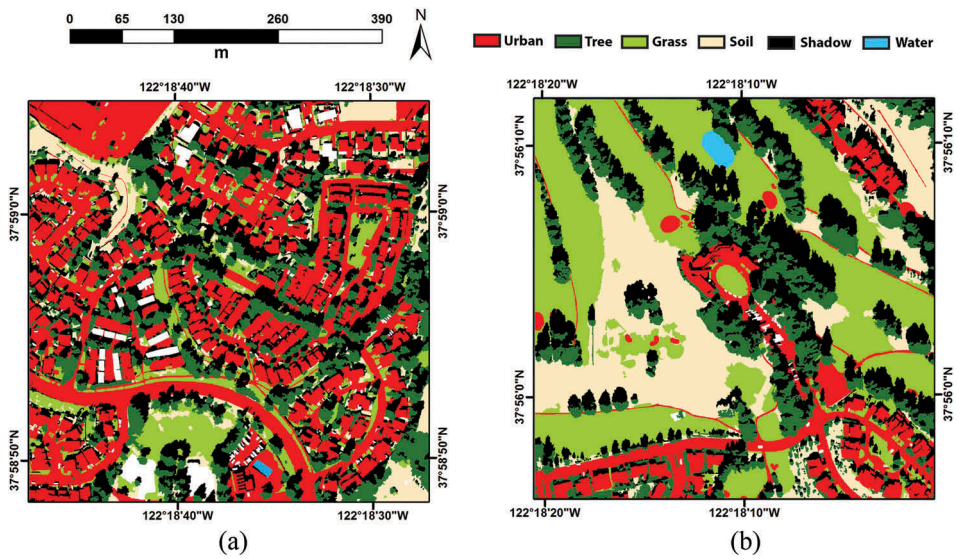 0 65 130 260 390
m
N
Urban Tree Grass Soil Shadow Water
122°18'40"W 122°18'30"W
37°59'0"N 37°59'0"N
37°58'50"N 37°58'50"N
122°18'40"W 122°18'30"W
(a)
122°18'20"W 122°18'10"W
37°56'10"N 37°56'10"N
37°56'0"N 37°56'0"N
122°18'20"W 122°18'10"W
(b)